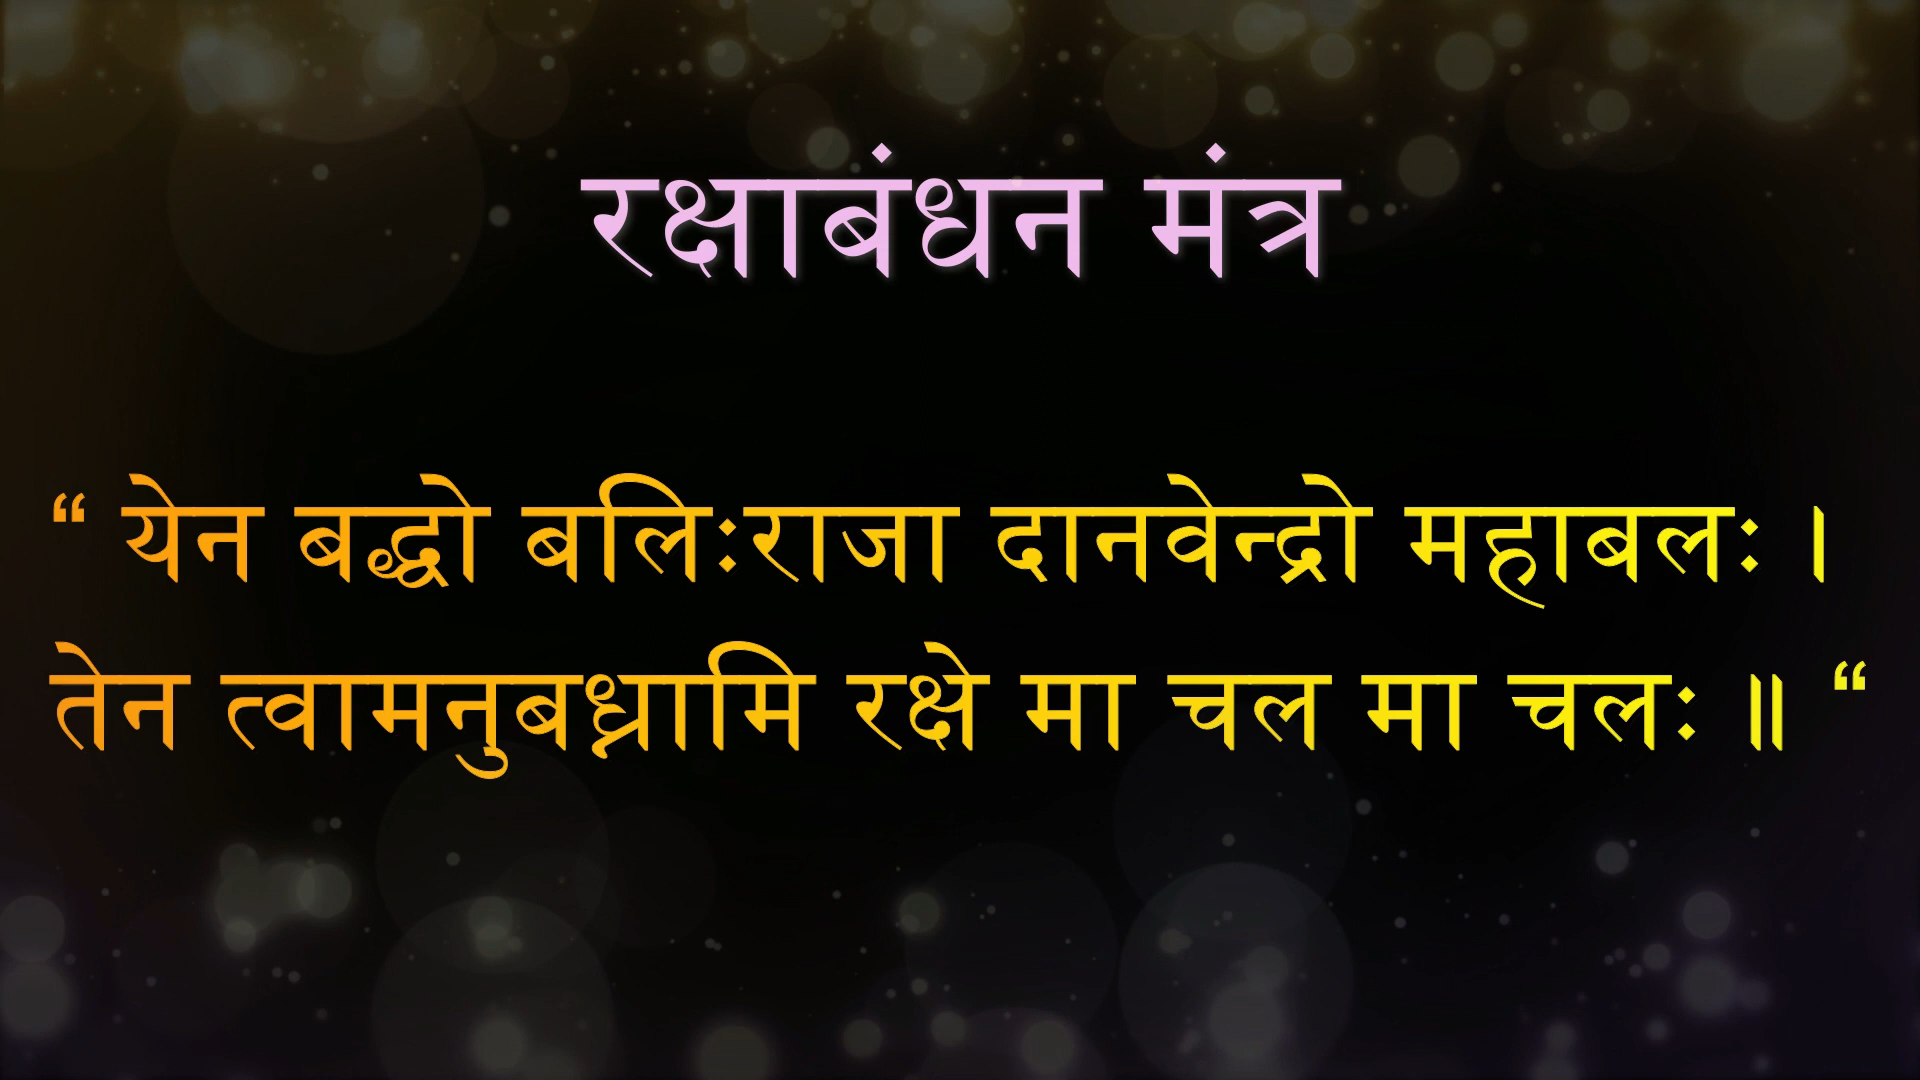 रक्षाबंधन मंत्र
“ येन बद्धो बलिःराजा दानवेन्द्रो महाबलः ।
तेन त्वामनुबध्नामि रक्षे मा चल मा चलः ॥ “